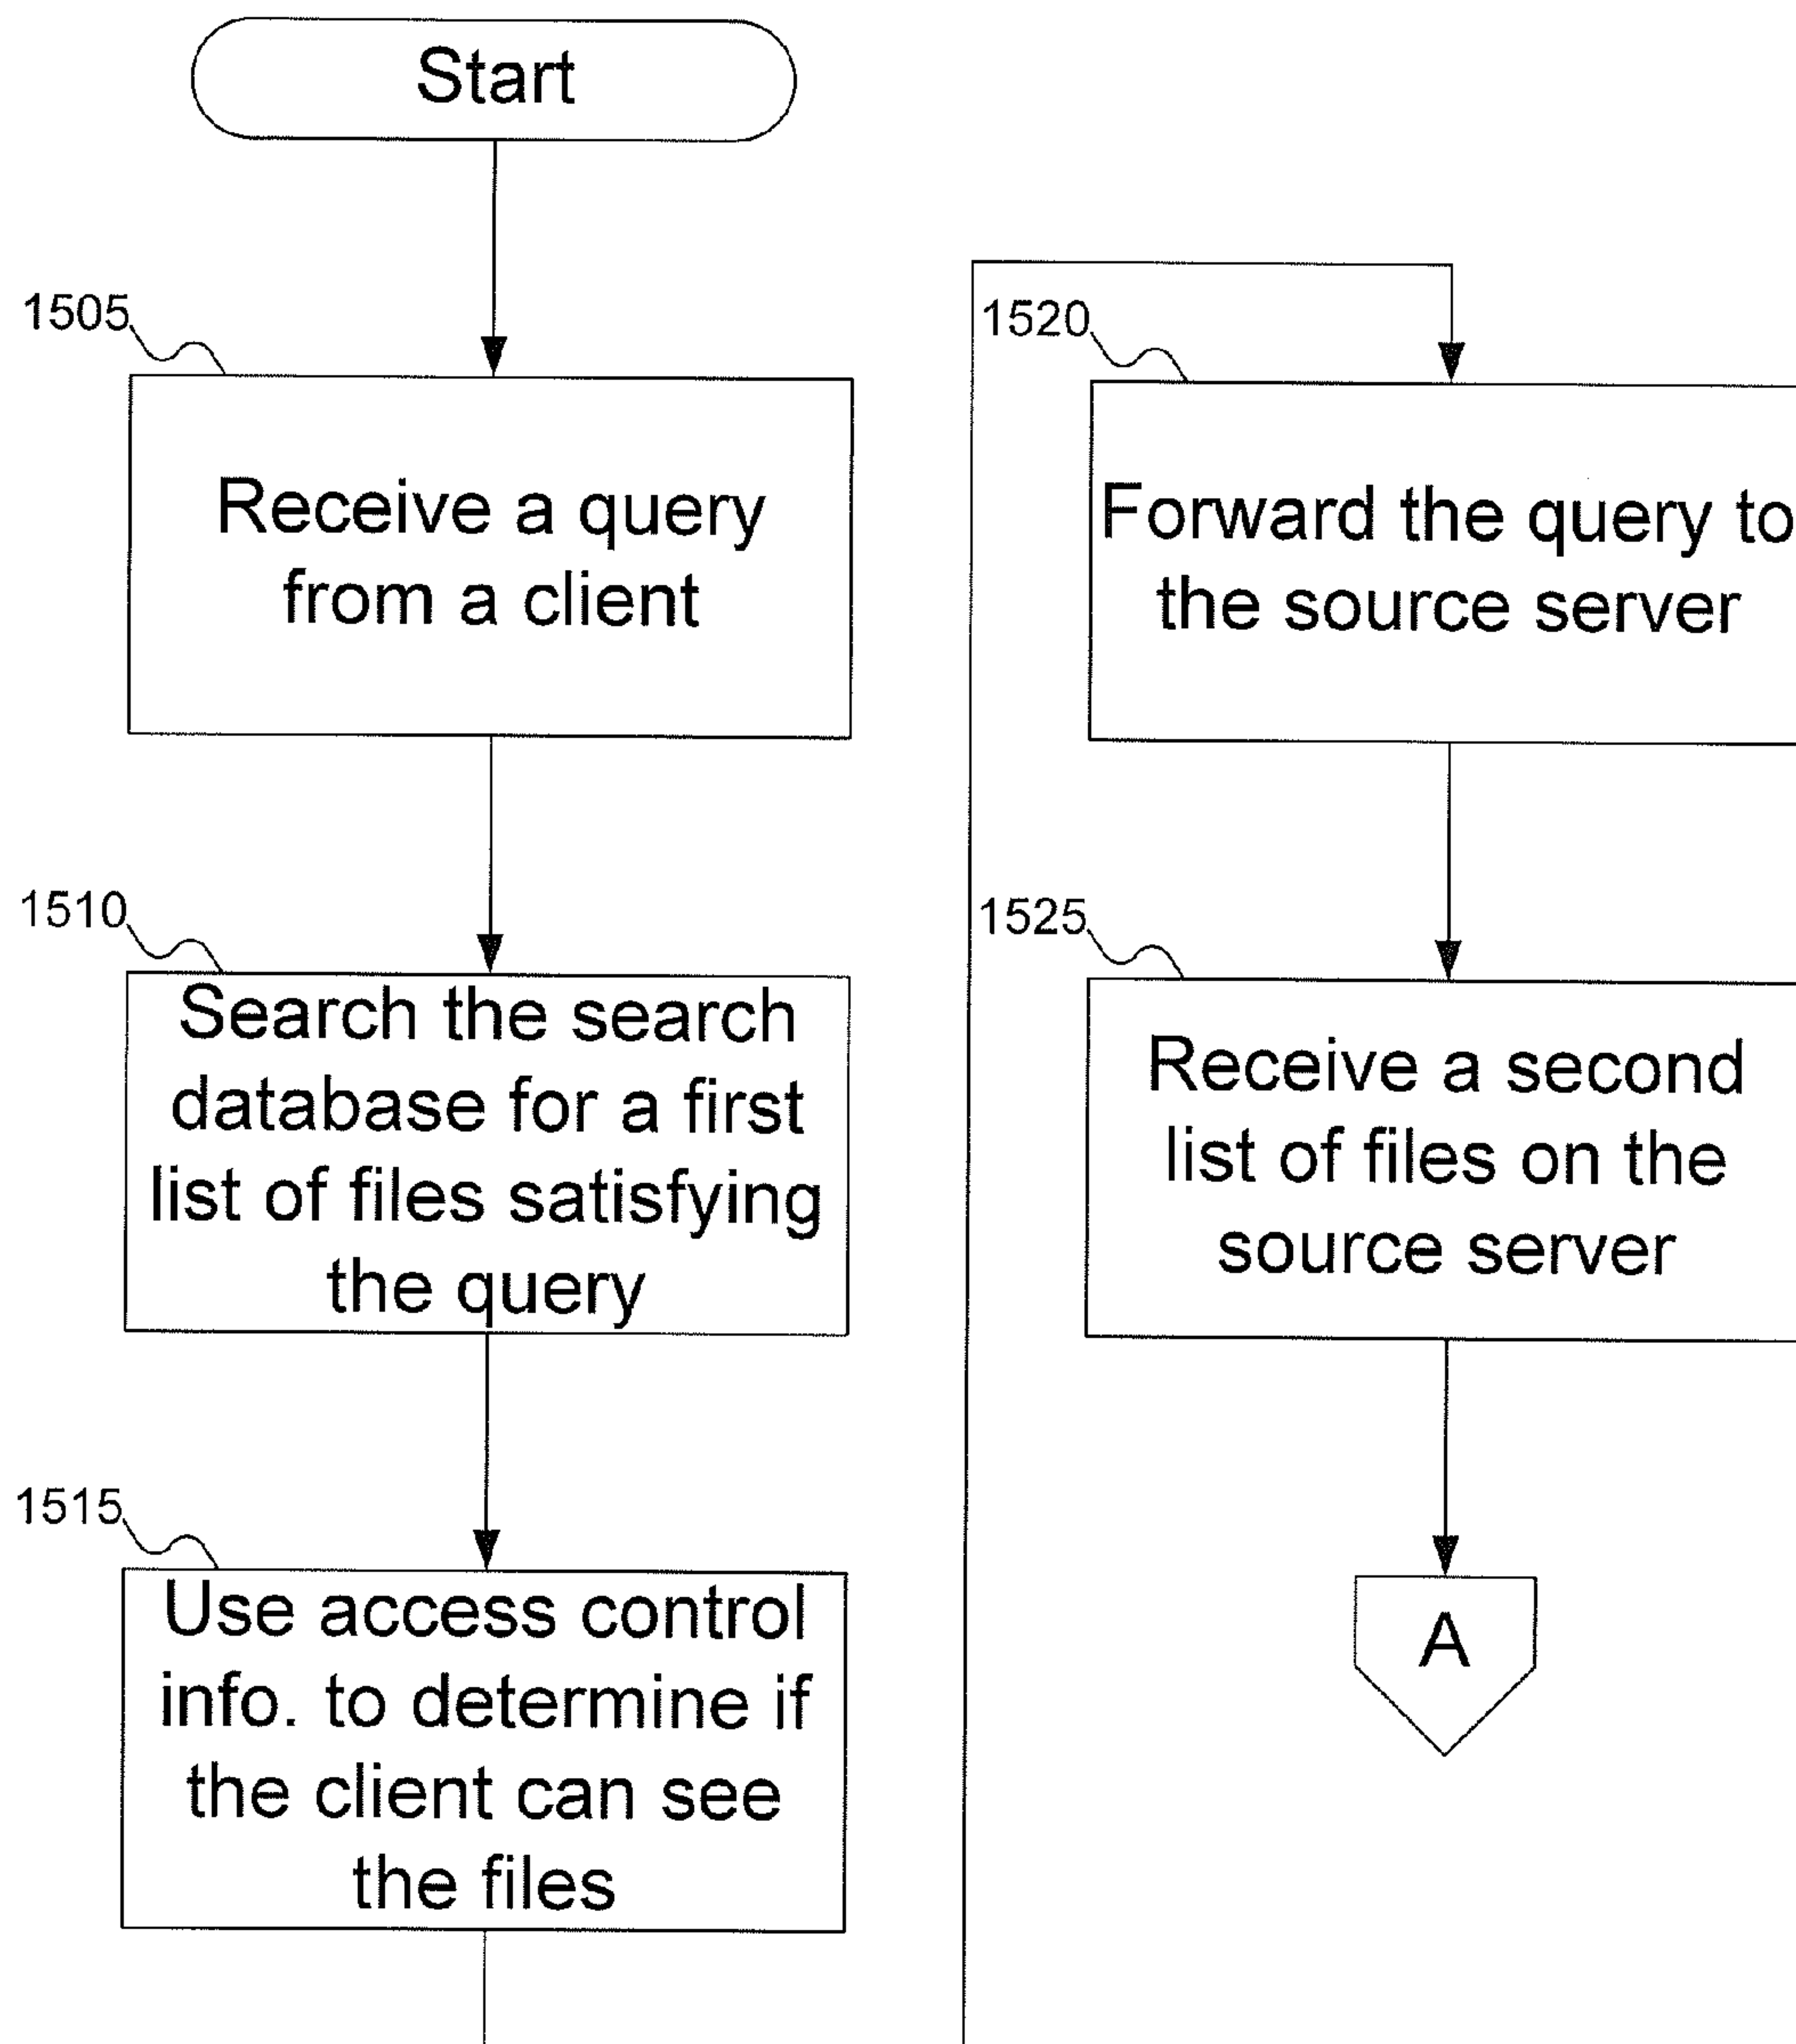 Start
1505
Receive a query
from a client
1510
Search the search
database for a first
list of files satisfying
the query
1515
Use access control
info. to determine if
the client can see
the files
1520
Forward the query to
the source server
1525
Receive a second
list of files on the
source server
A